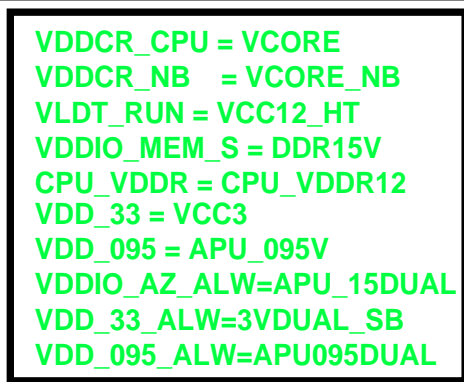 VDDCR_CPU = VCORE
VDDCR_NB = VCORE_NB
VLDT_RUN = VCC12_HT
VDDIO_MEM_S = DDR15V
CPU_VDDR = CPU_VDDR12
VDD_33 = VCC3
VDD_095 = APU_095V
VDDIO_AZ_ALW=APU_15DUAL
VDD_33_ALW=3VDUAL_SB
VDD_095_ALW=APU095DUAL